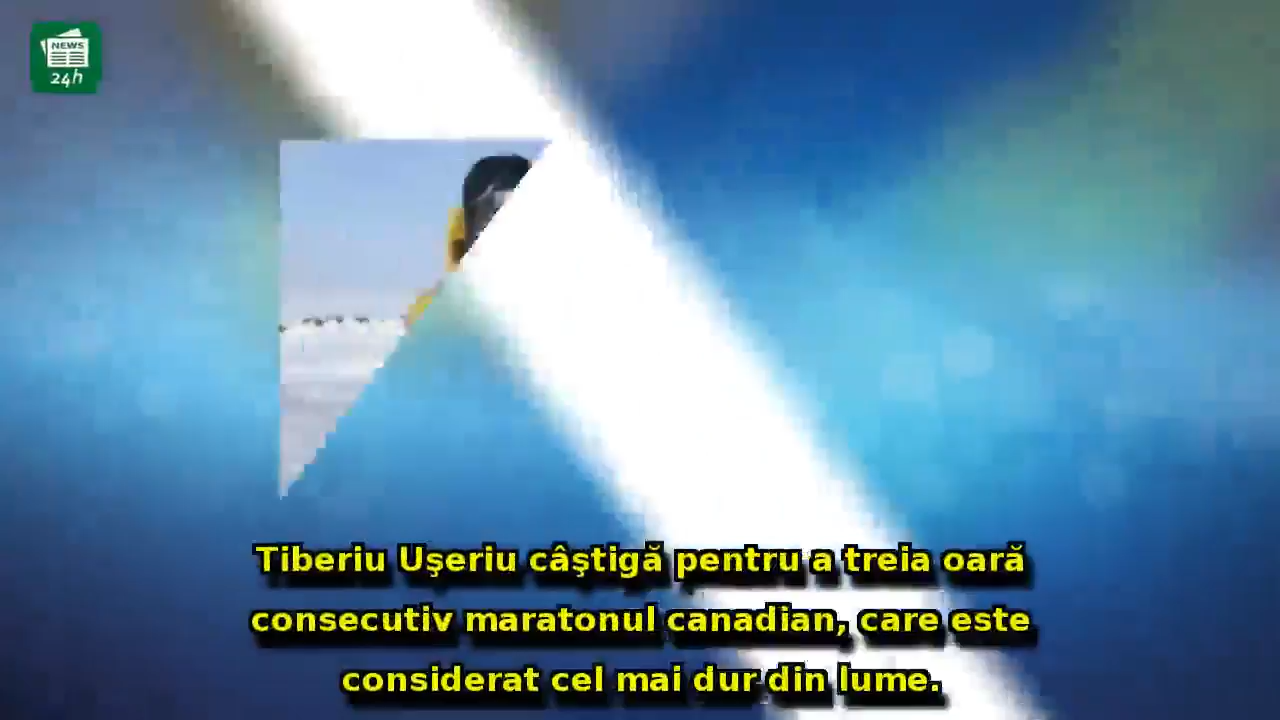 NEWS
24h
Tiberiu Uşeriu câştigă pentru a treia oară
consecutiv maratonul canadian, care este
considerat cel mai dur din lume.